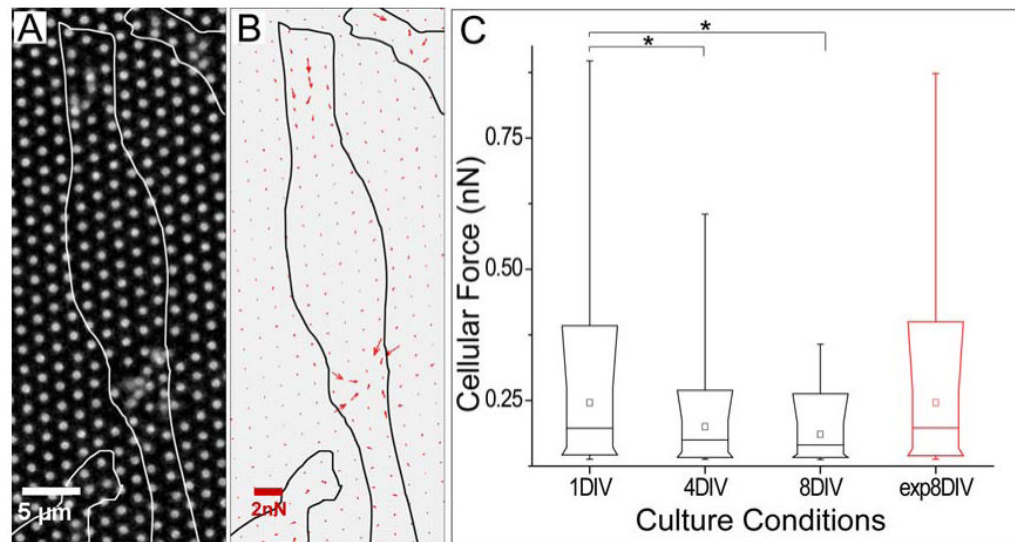 A
B
C
5 µm
2nN
*
*
Cellular Force (nN)
0.75
0.50
0.25
1DIV
4DIV
8DIV
exp8DIV
Culture Conditions